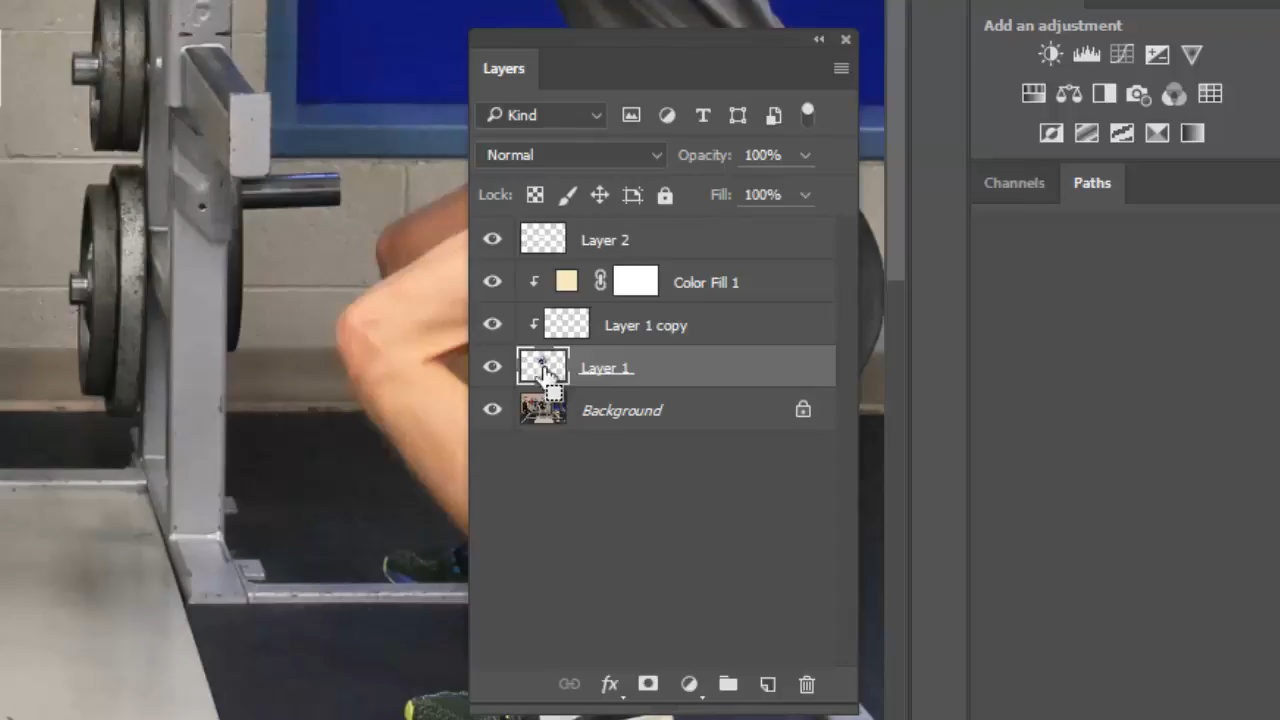 Add an adjustment
Layers
Kind
Normal
Opacity: 100%
Lock:
Fill: 100%
Channels
Paths
Layer 2
Color Fill 1
Layer 1 copy
Layer 1
Background
fx